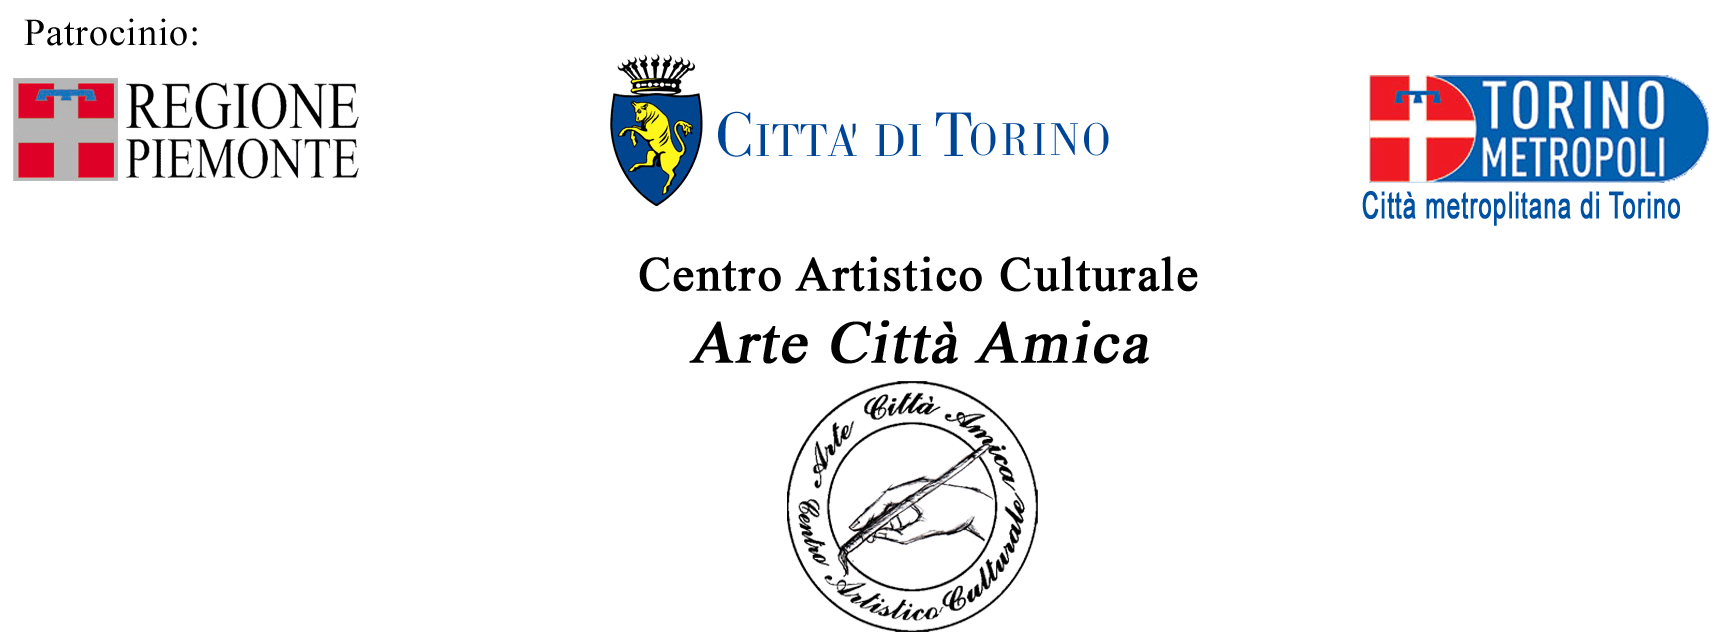 Patrocinio:
REGIONE
PIEMONTE
CITTA' DI TORINO
TORINO
METROPOLI
Città metroplitana di Torino
Centro Artistico Culturale
Arte Città Amica
Arte Città Amica
Centro Artistico Culturale